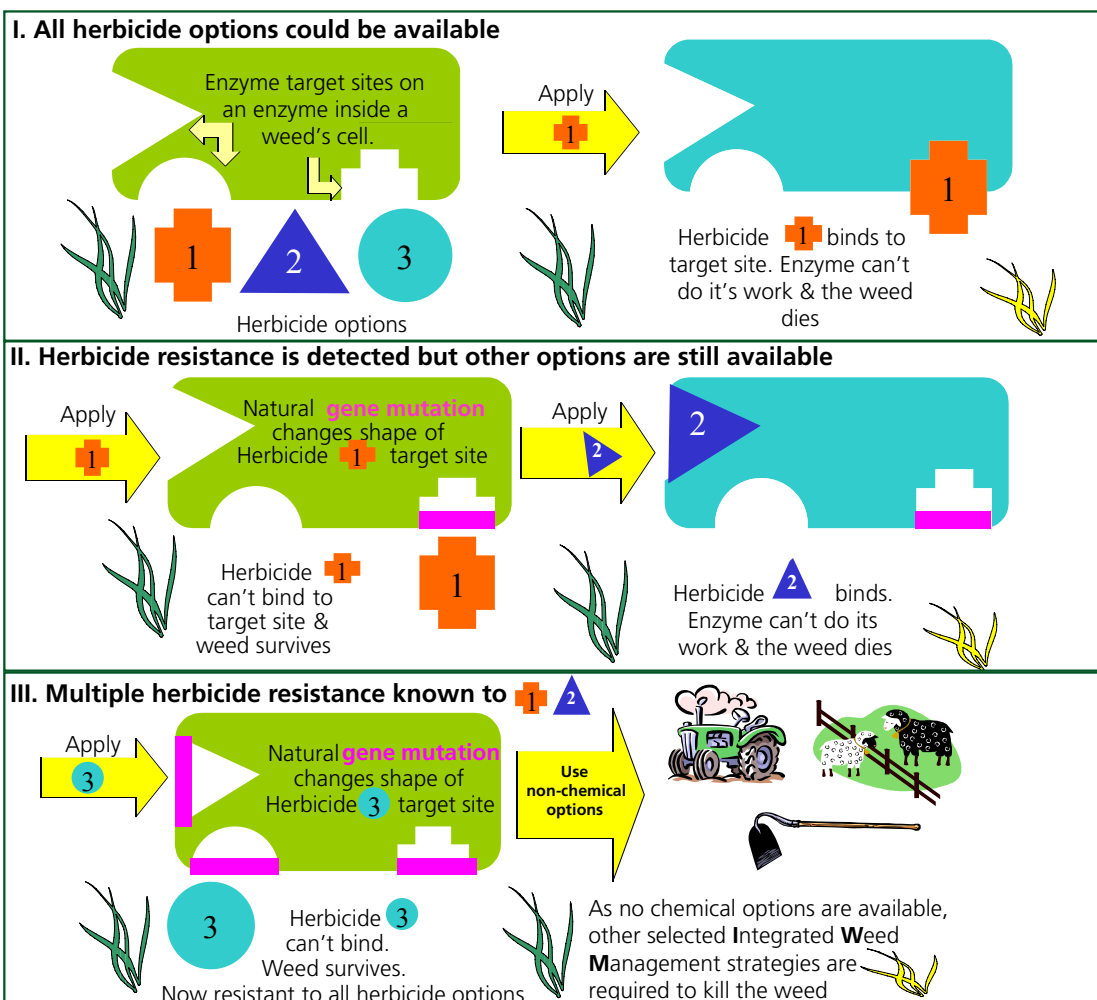 I. All herbicide options could be available
Enzyme target sites on
an enzyme inside a
weed's cell.
1
2
3
Herbicide options
Apply
1
1
Herbicide 1 binds to
target site. Enzyme can't
do it's work & the weed
dies
II. Herbicide resistance is detected but other options are still available
Apply
1
Natural gene mutation
changes shape of
Herbicide 1 target site
Herbicide 1
can't bind to
target site &
weed survives
1
Apply
2
2
Herbicide 2 binds.
Enzyme can't do its
work & the weed dies
III. Multiple herbicide resistance known to 1 2
Apply
3
Natural gene mutation
changes shape of
Herbicide 3 target site
3
Herbicide 3
can't bind.
Weed survives.
Now resistant to all herbicide options
Use
non-chemical
options
As no chemical options are available,
other selected Integrated Weed
Management strategies are
required to kill the weed